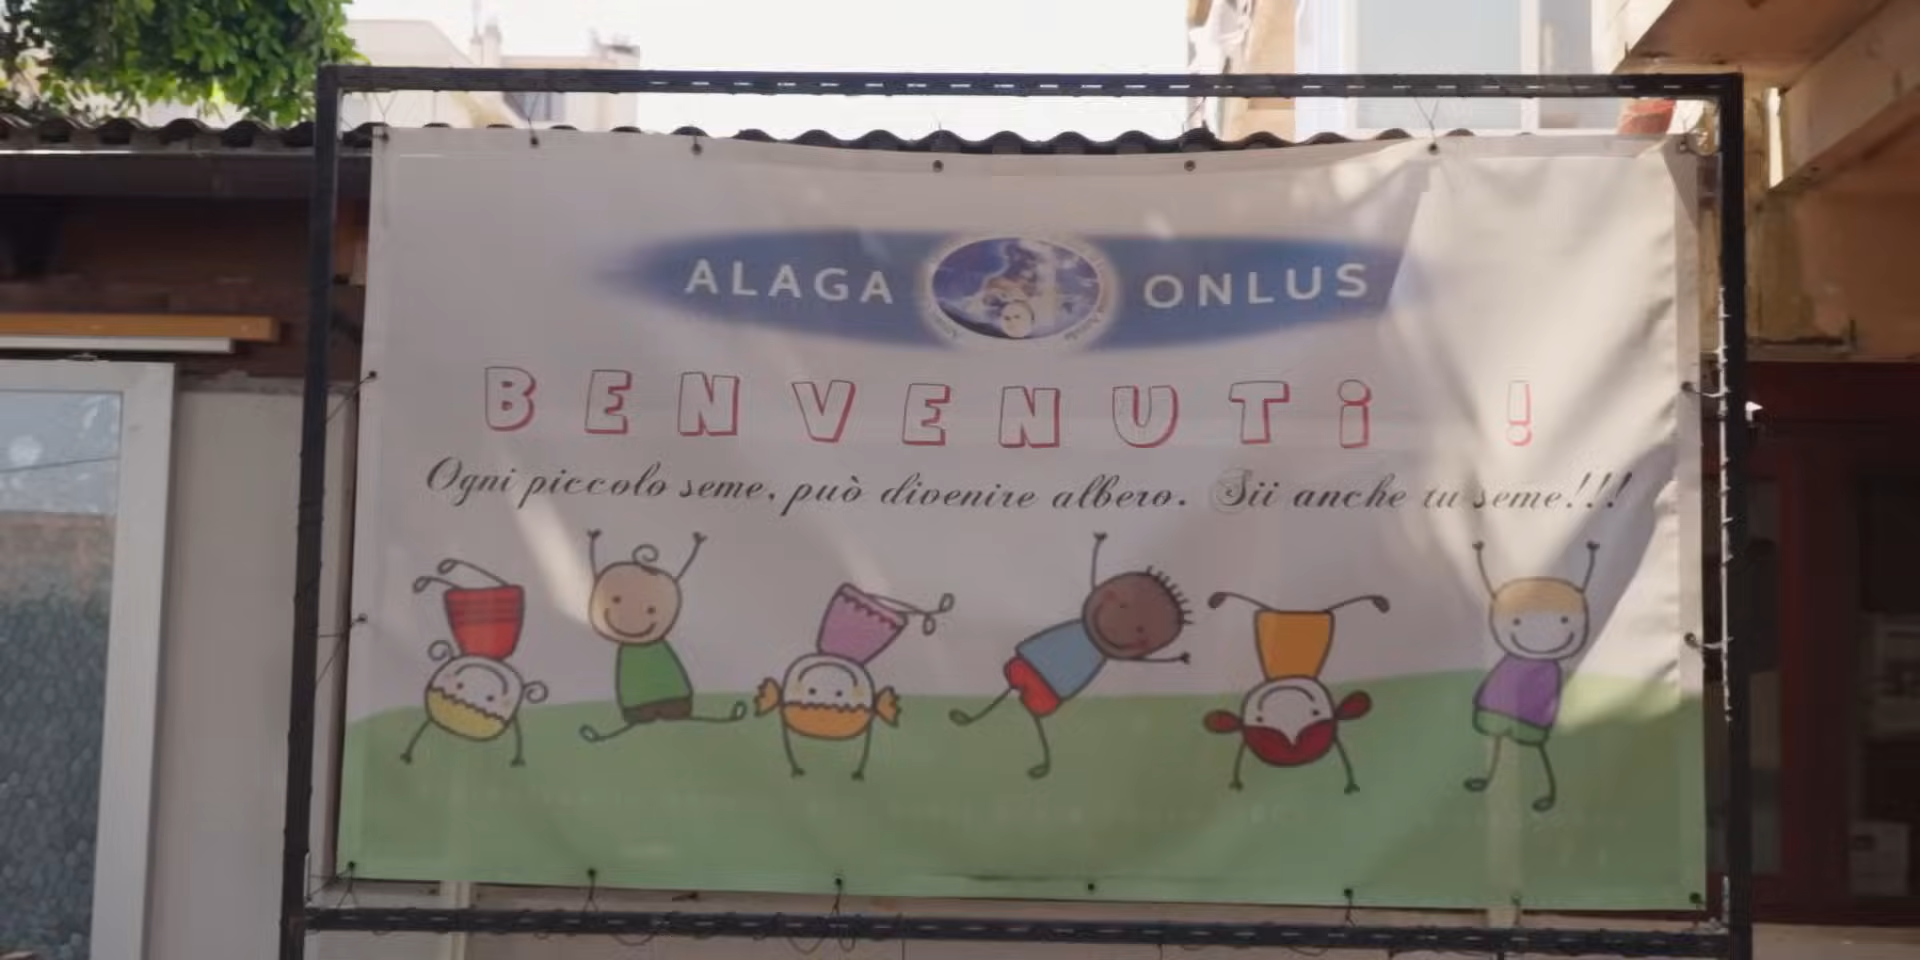 ALAGA ONLUS
BENVENUTi !
Ogni piccolo seme, può divenire albero. Sii anche tu seme!!!